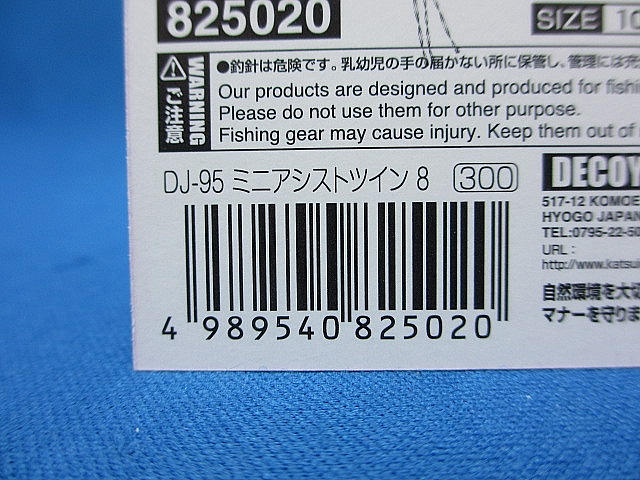 825020
SIZE 10
WARNING
ご注意
●釣針は危険です。乳幼児の手の届かない所に保管し、管理には充
Our products are designed and produced for fishi
Please do not use them for other purpose.
Fishing gear may cause injury. Keep them out of
DJ-95 ミニアシストツイン 8 300
DECOY
517-12 KOMOE
HYOGO JAPAN
TEL:0795-22-50
URL :
http://www.katsui
自然環境を大切
マナーを守りま
4 989540 825020